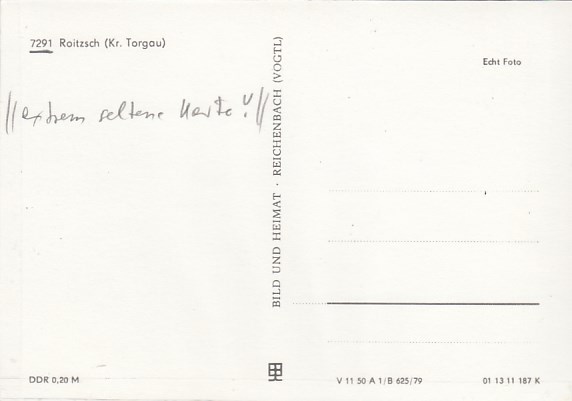 7291 Roitzsch (Kr. Torgau)
Echt Foto
//extrem seltene Karte!!//
BILD UND HEIMAT · REICHENBACH (VOGTL)
DDR 0,20 M
V 11 50 A 1/B 625/79
01 13 11 187 K